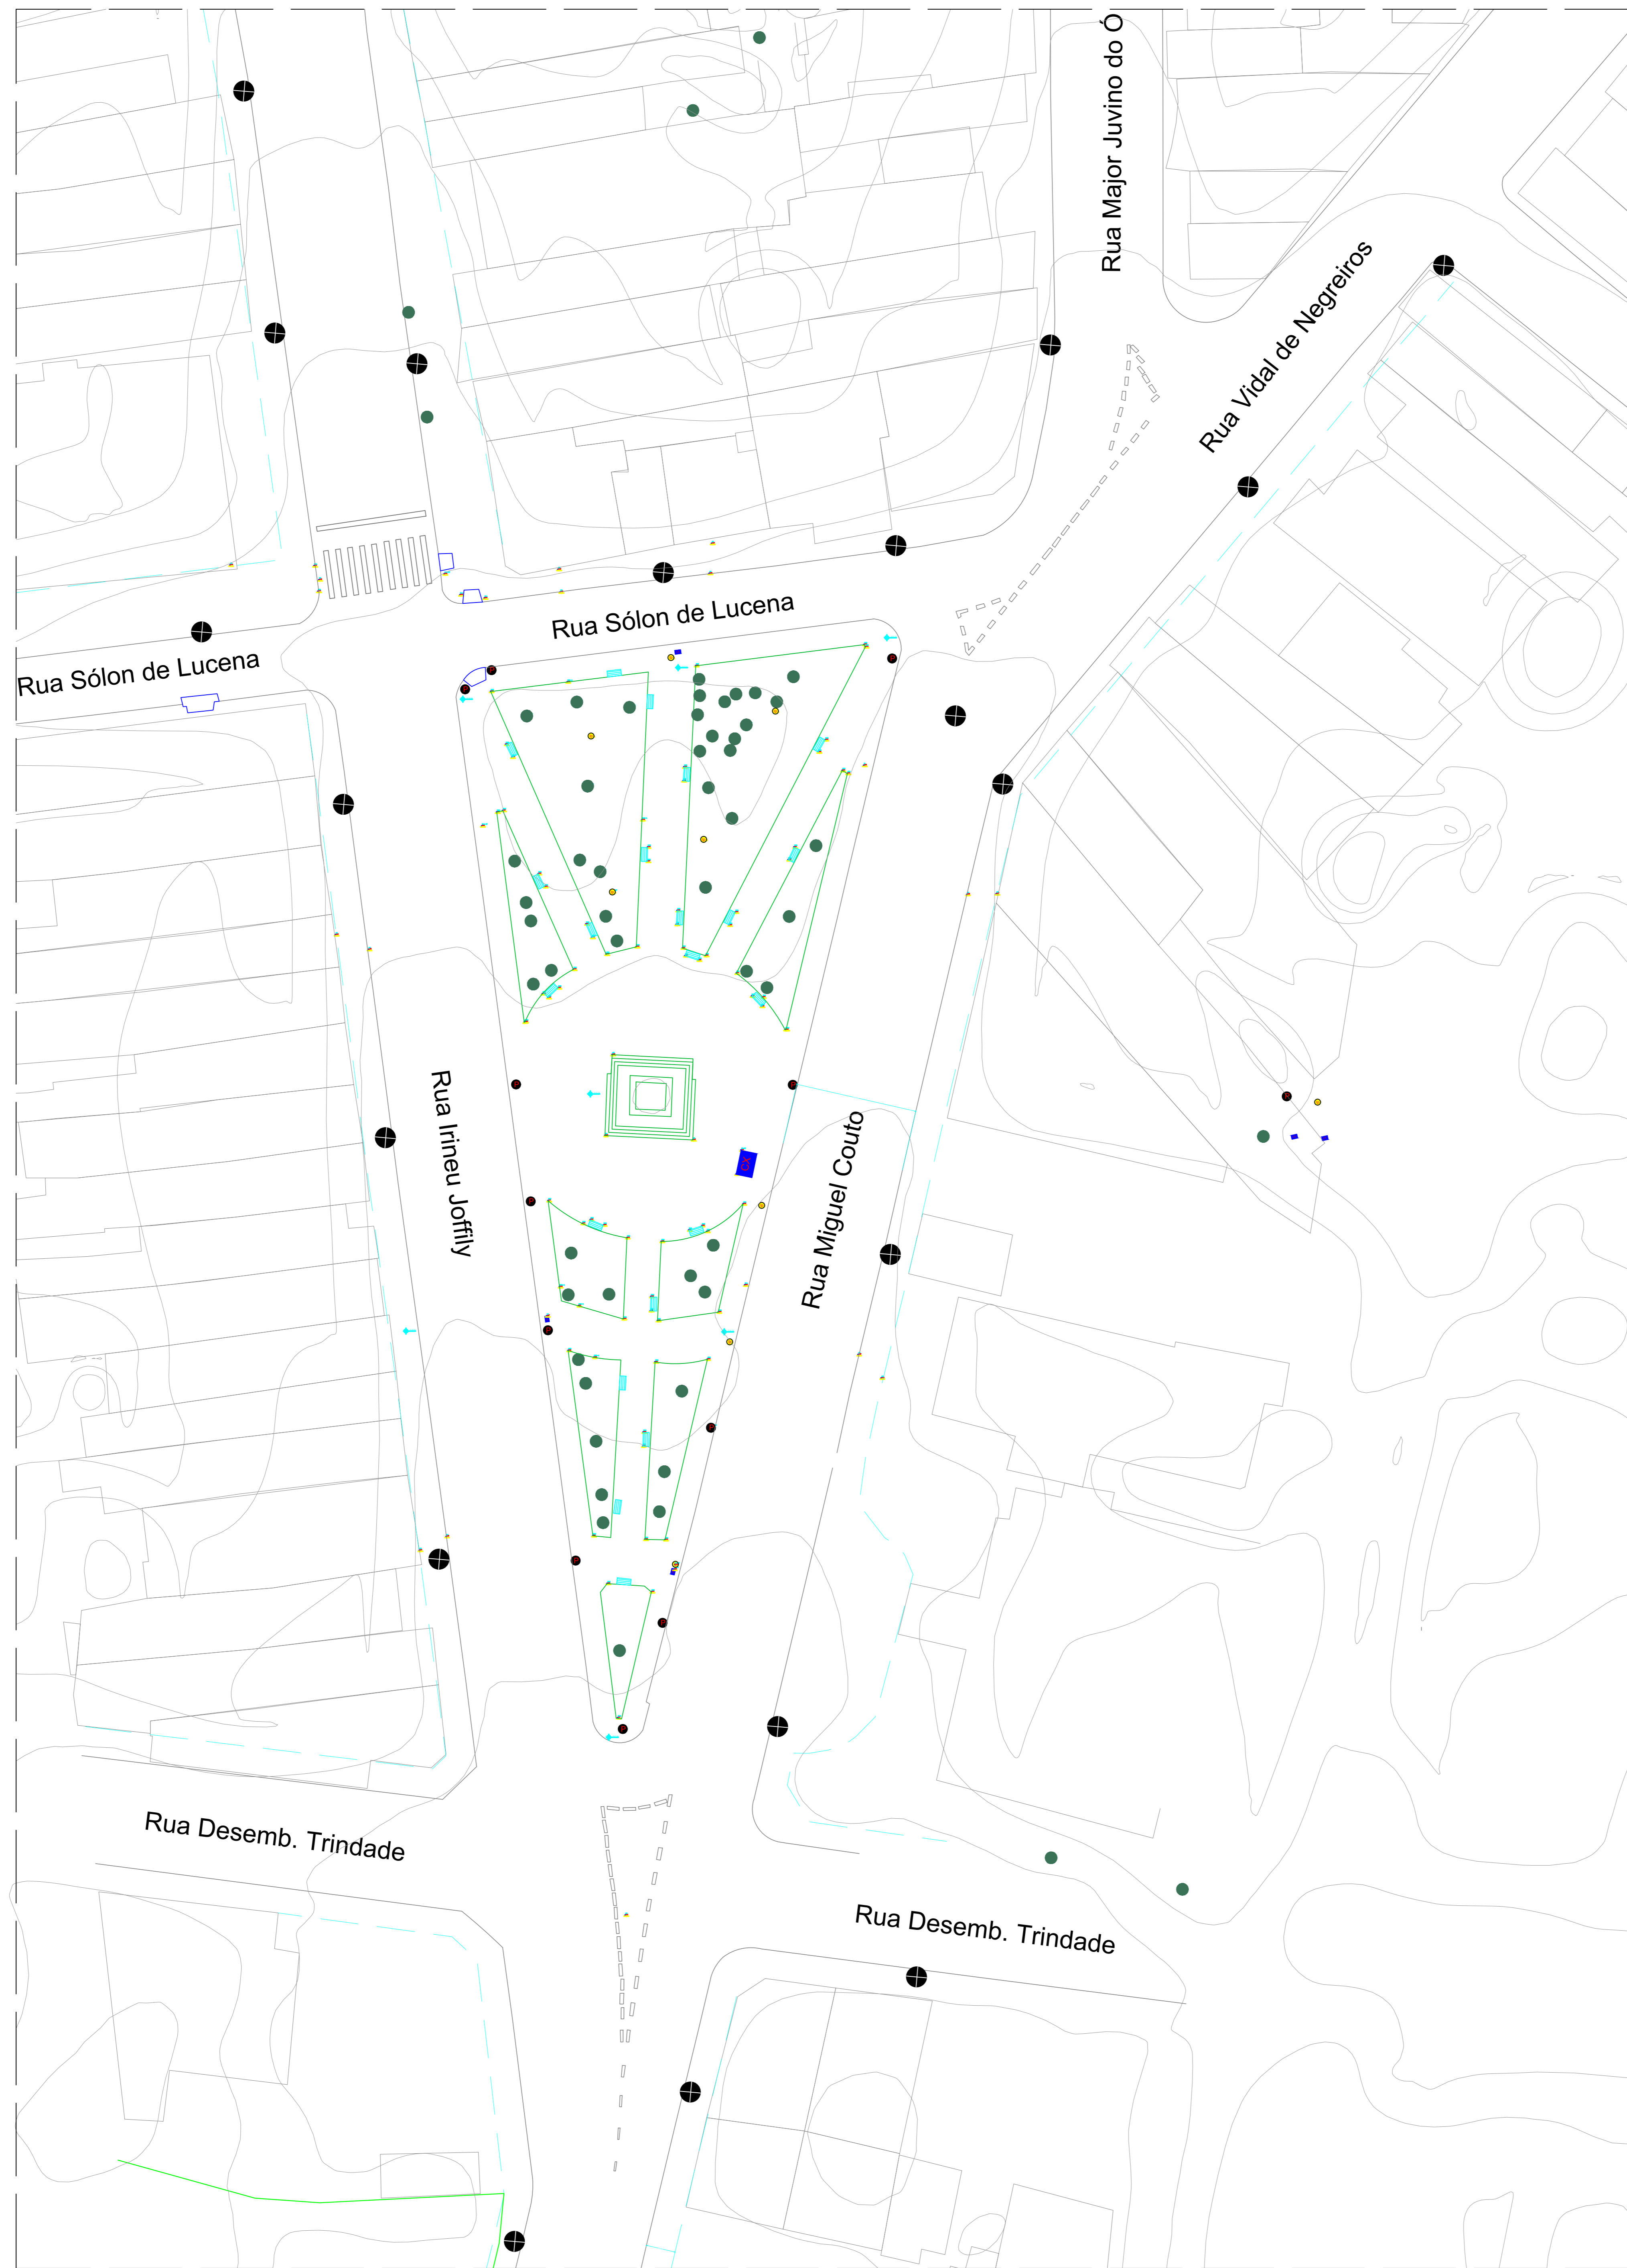 Rua Major Juvino do Ó
Rua Vidal de Negreiros
Rua Sólon de Lucena
Rua Sólon de Lucena
Rua Irineu Joffily
CX
Rua Miguel Couto
Rua Desemb. Trindade
Rua Desemb. Trindade